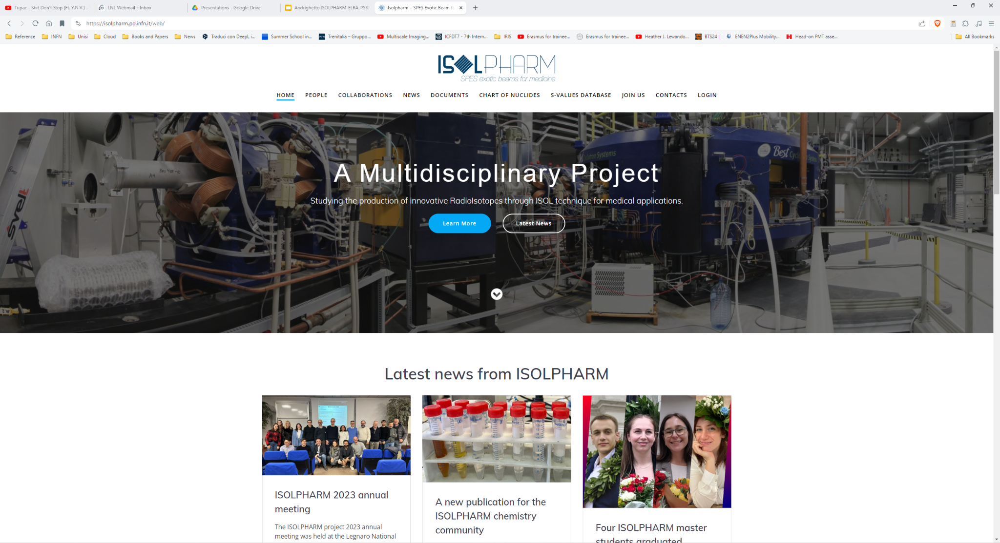 Tupac - Shit Don't Stop (Ft. Y.N.V.) -
LNL Webmail :: Inbox
Presentations - Google Drive
Andrighetto ISOLPHARM-ELBA_PSR
Isolpharm – SPES Exotic Beam fo
https://isolpharm.pd.infn.it/web/
Reference
INFN
Unisi
Cloud
Books and Papers
News
Traduci con DeepL i...
Summer School in...
Trenitalia – Gruppo...
Multiscale Imaging...
ICFDT7 - 7th Intern...
IRIS
Erasmus for trainee...
Erasmus for trainee...
Heather J. Lewando...
BTS24 |
ENEN2Plus Mobility...
Head-on PMT asse...
All Bookmarks
ISOLPHARM
SPES exotic beams for medicine
HOME
PEOPLE
COLLABORATIONS
NEWS
DOCUMENTS
CHART OF NUCLIDES
S-VALUES DATABASE
JOIN US
CONTACTS
LOGIN
A Multidisciplinary Project
Studying the production of innovative RadioIsotopes through ISOL technique for medical applications.
Learn More
Latest News
Best Cyclotron Systems
svelt
A4
Latest news from ISOLPHARM
ISOLPHARM 2023 annual
meeting
The ISOLPHARM project 2023 annual
meeting was held at the Legnaro National
A new publication for the
ISOLPHARM chemistry
community
Four ISOLPHARM master
students graduated